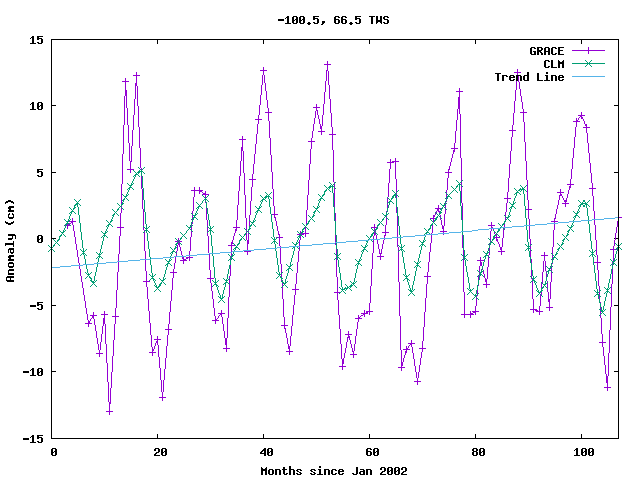 -100.5, 66.5 TWS
15
10
5
0
-5
-10
-15
Anomaly (cm)
GRACE
CLM
Trend Line
0 20 40 60 80 100
Months since Jan 2002